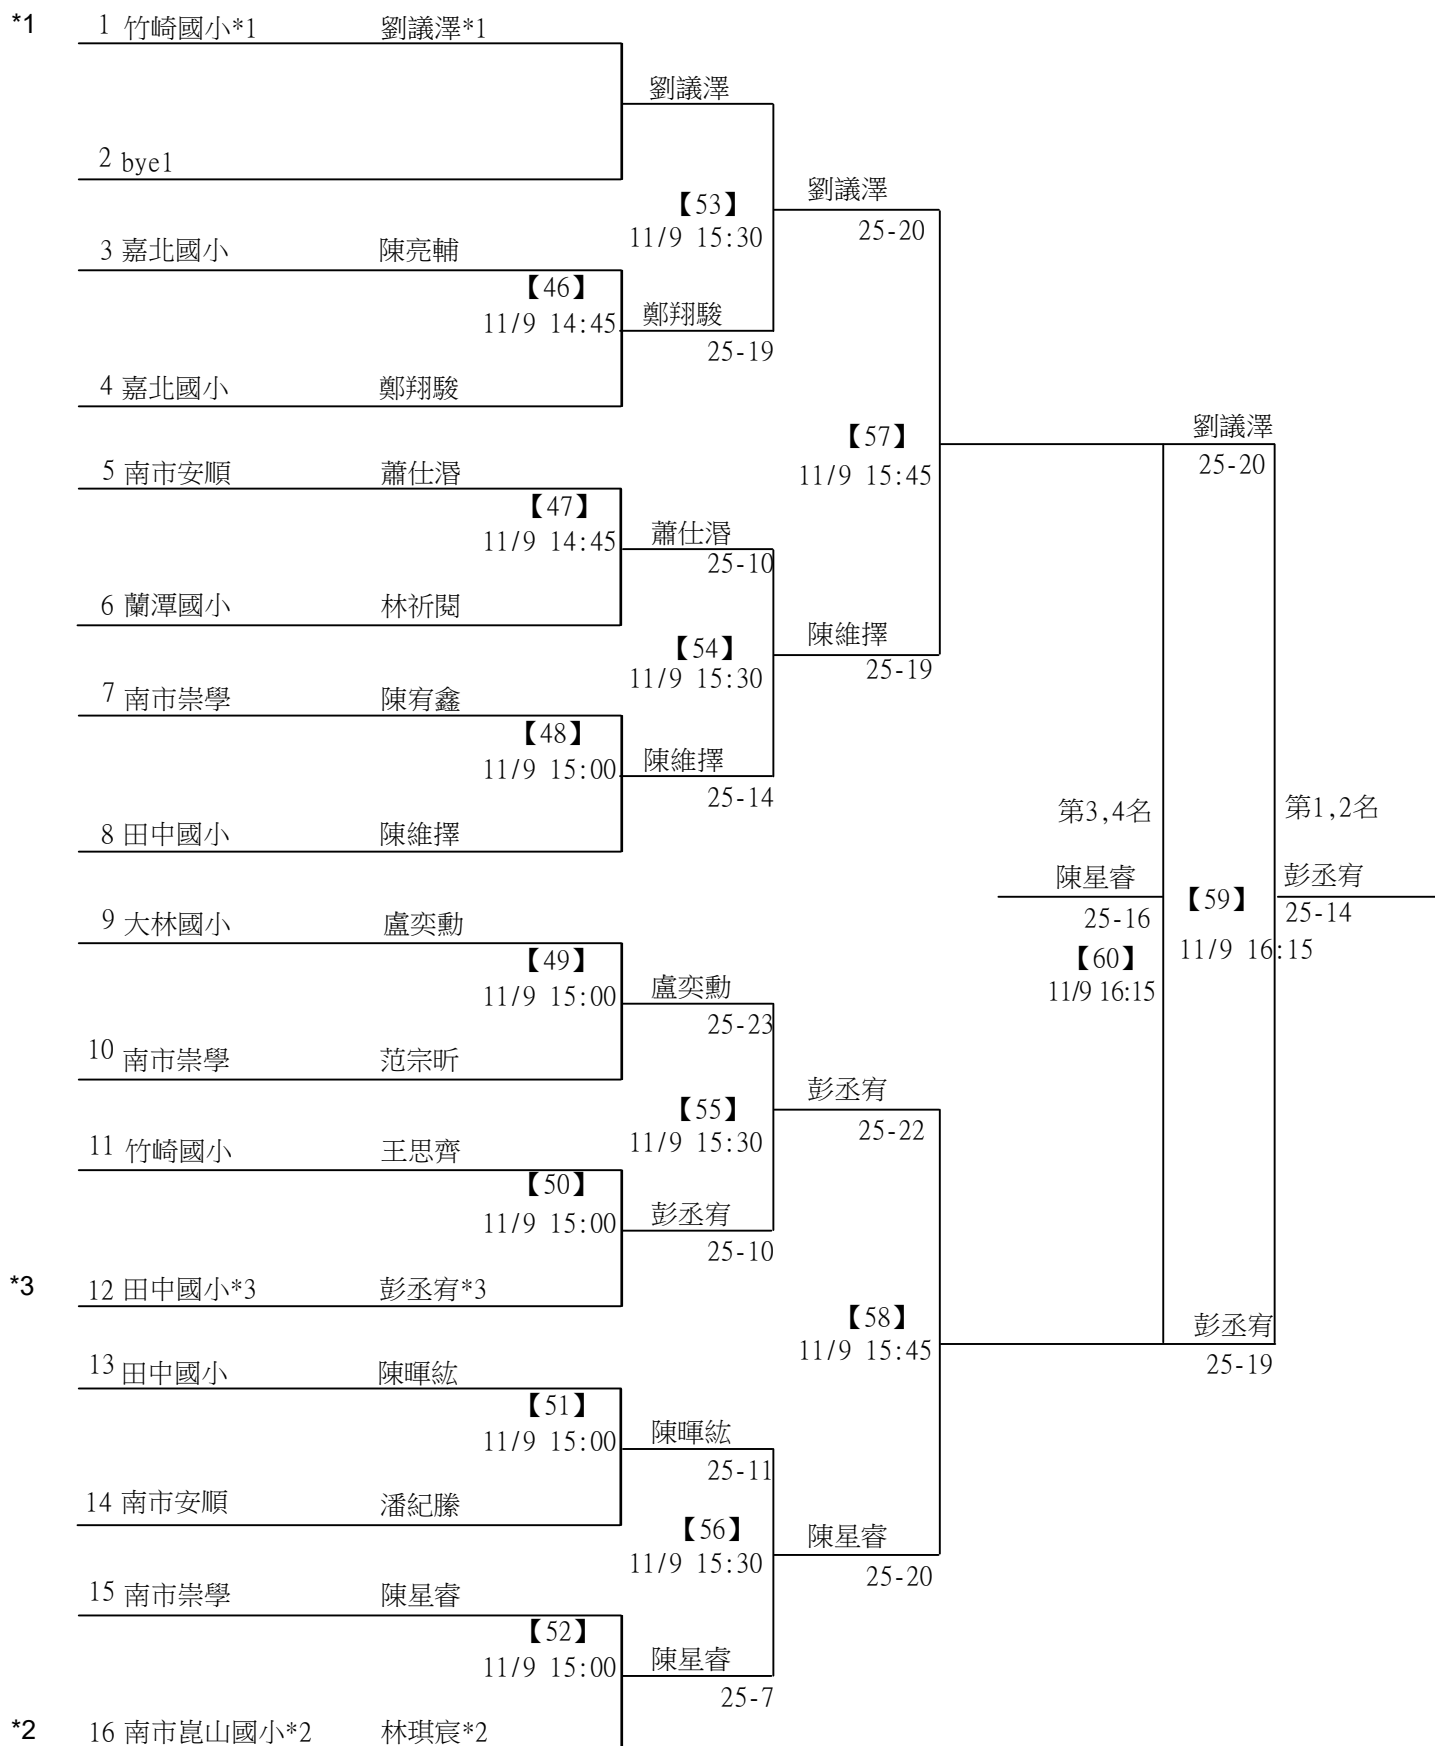 *1 1 竹崎國小*1 劉議澤*1
劉議澤
2 bye1
劉議澤
【53】
25-20
11/9 15:30
3 嘉北國小 陳亮輔
【46】
鄭翔駿
11/9 14:45
25-19
4 嘉北國小 鄭翔駿
劉議澤
【57】
25-20
5 南市安順 蕭仕湣
11/9 15:45
【47】
蕭仕湣
11/9 14:45
25-10
6 蘭潭國小 林祈閱
陳維擇
【54】
25-19
11/9 15:30
7 南市崇學 陳宥鑫
【48】
陳維擇
11/9 15:00
25-14
第3,4名 第1,2名
8 田中國小 陳維擇
陳星睿 彭丞宥
【59】
25-16 25-14
9 大林國小 盧奕勳
11/9 16:15
【60】
11/9 16:15
【49】
盧奕勳
11/9 15:00
25-23
10 南市崇學 范宗昕
彭丞宥
【55】
25-22
11/9 15:30
11 竹崎國小 王思齊
【50】
彭丞宥
11/9 15:00
25-10
*3 12 田中國小*3 彭丞宥*3
【58】
彭丞宥
11/9 15:45
25-19
13 田中國小 陳暉紘
【51】
陳暉紘
11/9 15:00
25-11
14 南市安順 潘紀縢
【56】
陳星睿
11/9 15:30
25-20
15 南市崇學 陳星睿
【52】
陳星睿
11/9 15:00
25-7
*2 16 南市崑山國小*2 林琪宸*2